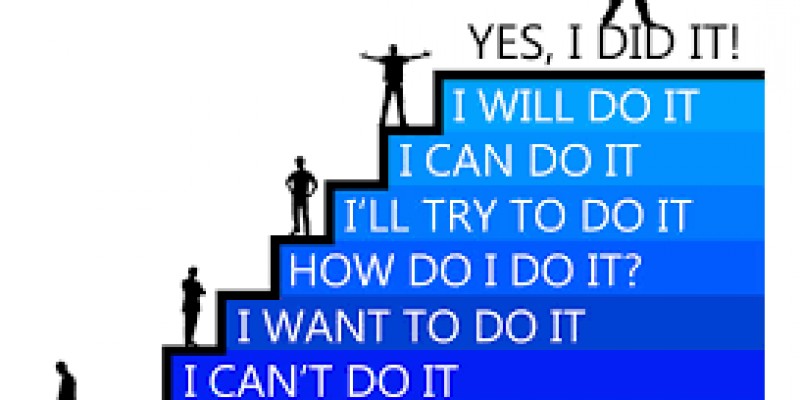 YES, I DID IT!
I WILL DO IT
I CAN DO IT
I'LL TRY TO DO IT
HOW DO I DO IT?
I WANT TO DO IT
I CAN'T DO IT